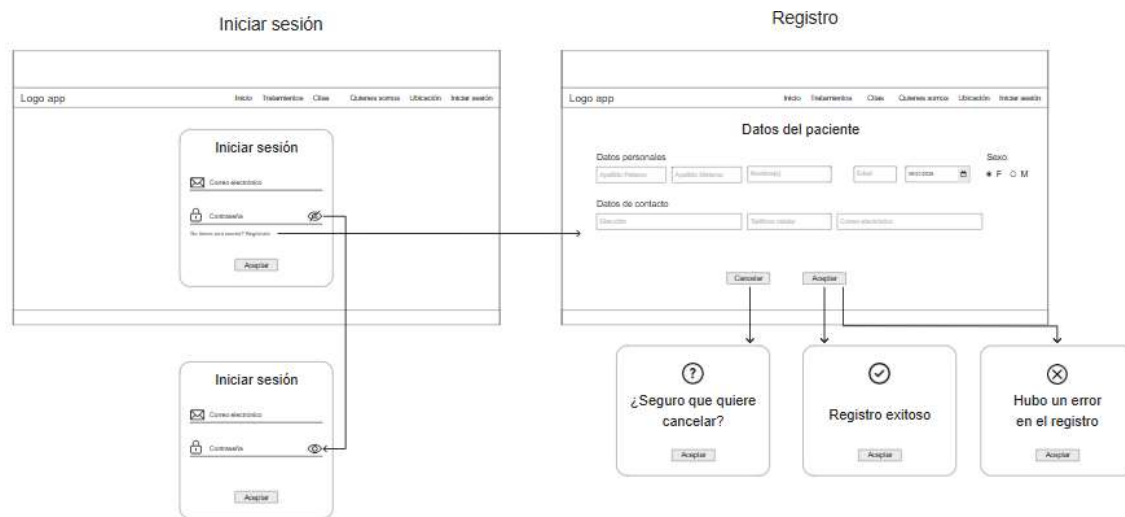 Iniciar sesión
Registro
Logo app
Inicio Tratamientos Citas Quienes somos Ubicación Iniciar sesión
Iniciar sesión
Correo electrónico
Contraseña
Aceptar
Logo app
Inicio Tratamientos Citas Quienes somos Ubicación Iniciar sesión
Datos del paciente
Datos personales
Sexo:
Apellido Paterno Apellido Materno Nombre(s) Edad
F M
Datos de contacto
Dirección Teléfono celular Correo electrónico
Cancelar Aceptar
Iniciar sesión
Correo electrónico
Contraseña
Aceptar
¿Seguro que quiere
cancelar?
Aceptar
Registro exitoso
Aceptar
Hubo un error
en el registro
Aceptar